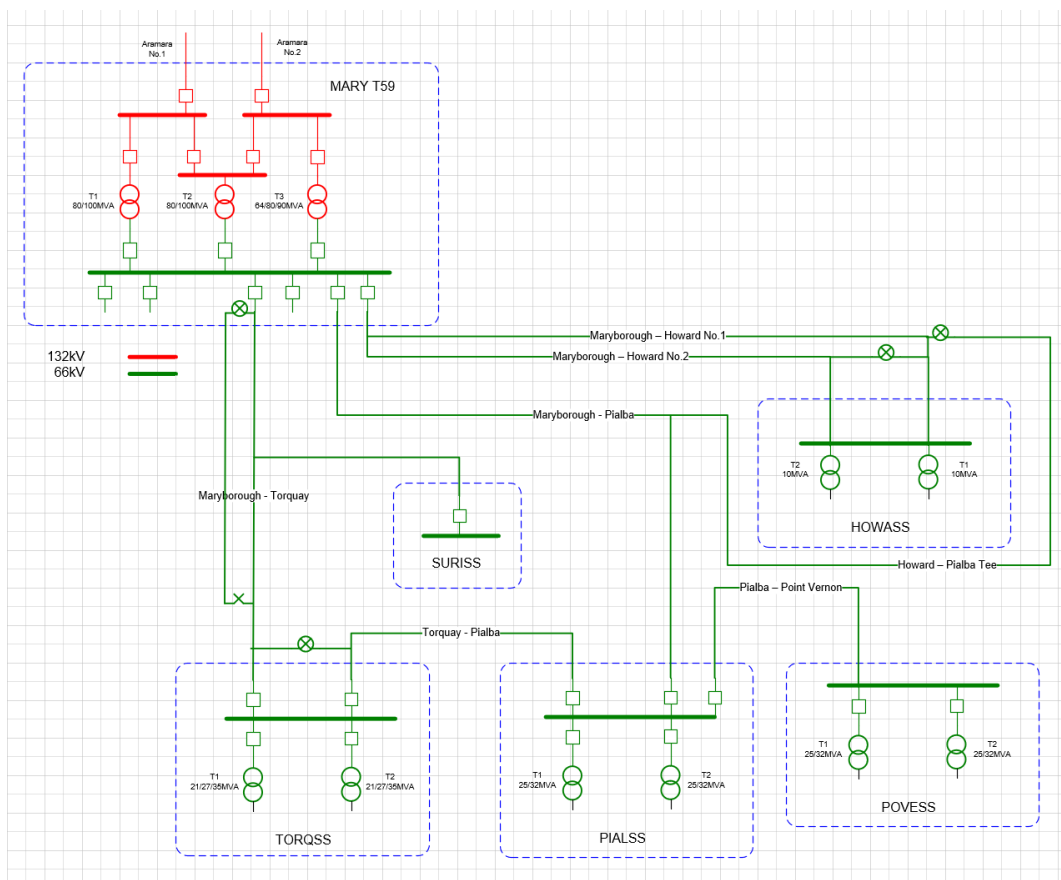 Aramara
No.1
Aramara
No.2
MARY T59
T1
80/100MVA
T2
80/100MVA
T3
64/80/90MVA
132kV
66kV
Maryborough – Howard No.1
Maryborough – Howard No.2
Maryborough - Pialba
T2
10MVA
T1
10MVA
HOWASS
Maryborough - Torquay
SURISS
Howard – Pialba Tee
Pialba – Point Vernon
Torquay - Pialba
T1
21/27/35MVA
T2
21/27/35MVA
TORQSS
T1
25/32MVA
T2
25/32MVA
PIALSS
T1
25/32MVA
T2
25/32MVA
POVESS